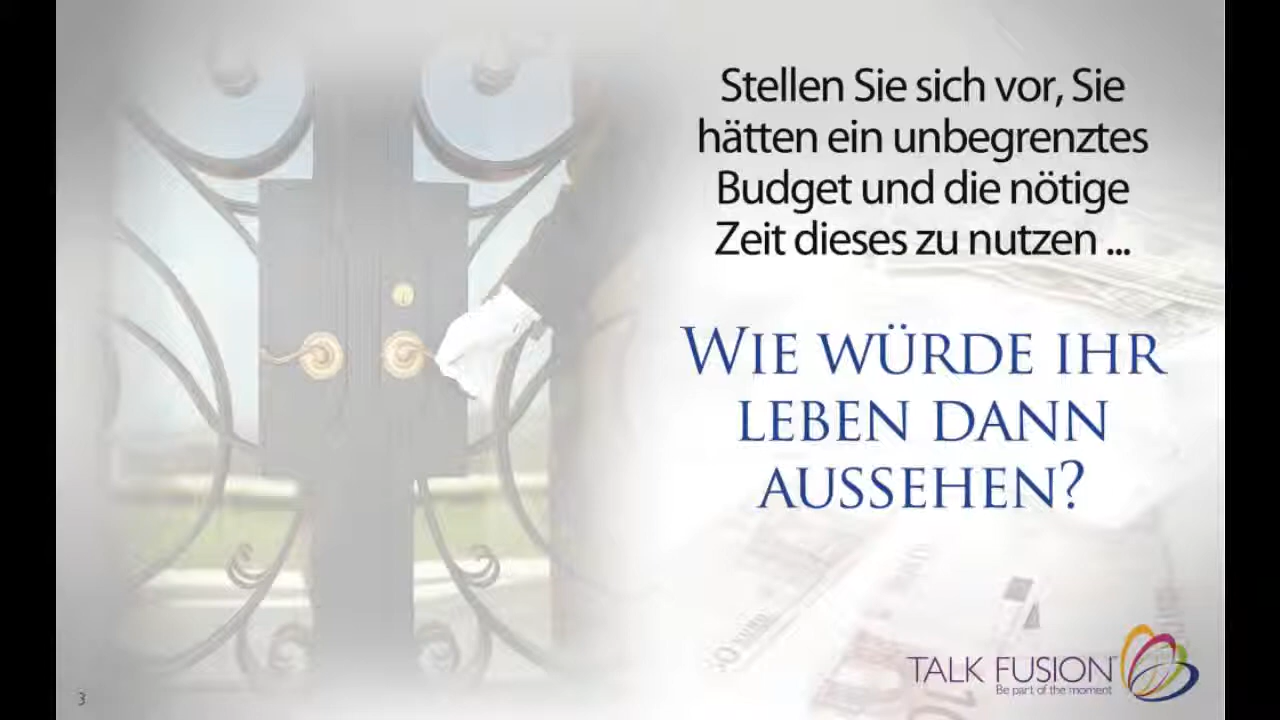 Stellen Sie sich vor, Sie
hätten ein unbegrenztes
Budget und die nötige
Zeit dieses zu nutzen ...
WIE WÜRDE IHR
LEBEN DANN
AUSSEHEN?
TALK FUSION
Be part of the moment
3